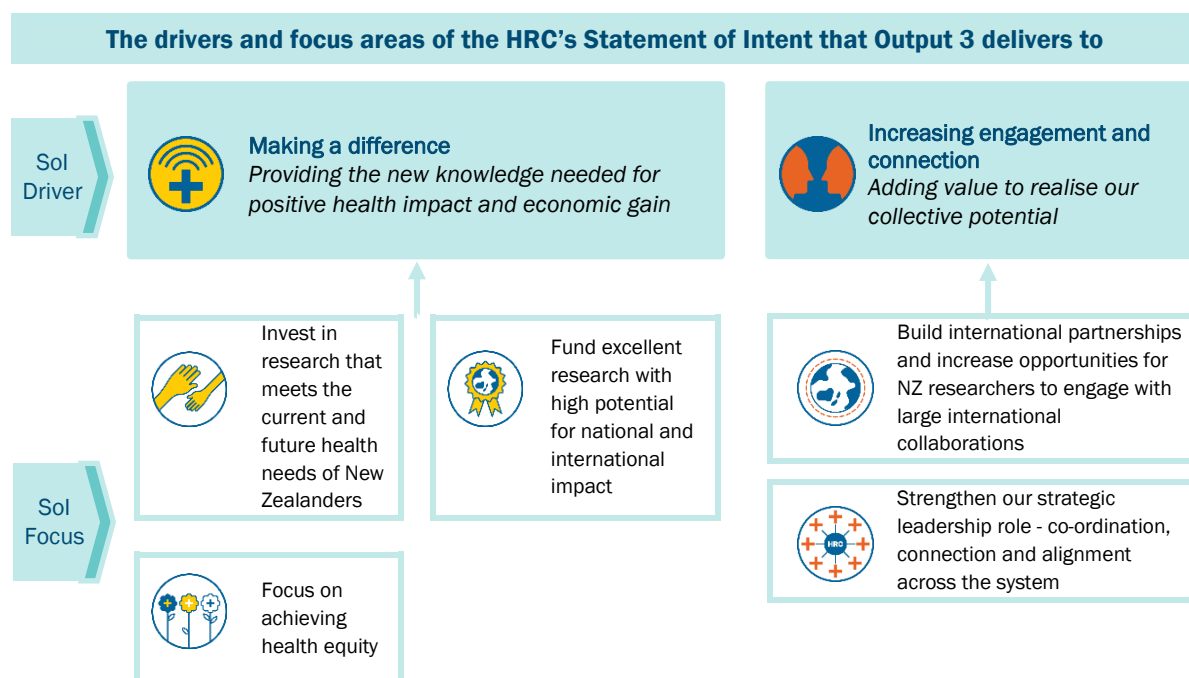 The drivers and focus areas of the HRC's Statement of Intent that Output 3 delivers to
SoI
Driver
Making a difference
Providing the new knowledge needed for
positive health impact and economic gain
Increasing engagement and
connection
Adding value to realise our
collective potential
SoI
Focus
Invest in
research that
meets the
current and
future health
needs of New
Zealanders
Fund excellent
research with
high potential
for national and
international
impact
Build international partnerships
and increase opportunities for
NZ researchers to engage with
large international
collaborations
Focus on
achieving
health equity
HRC
Strengthen our strategic
leadership role - co-ordination,
connection and alignment
across the system